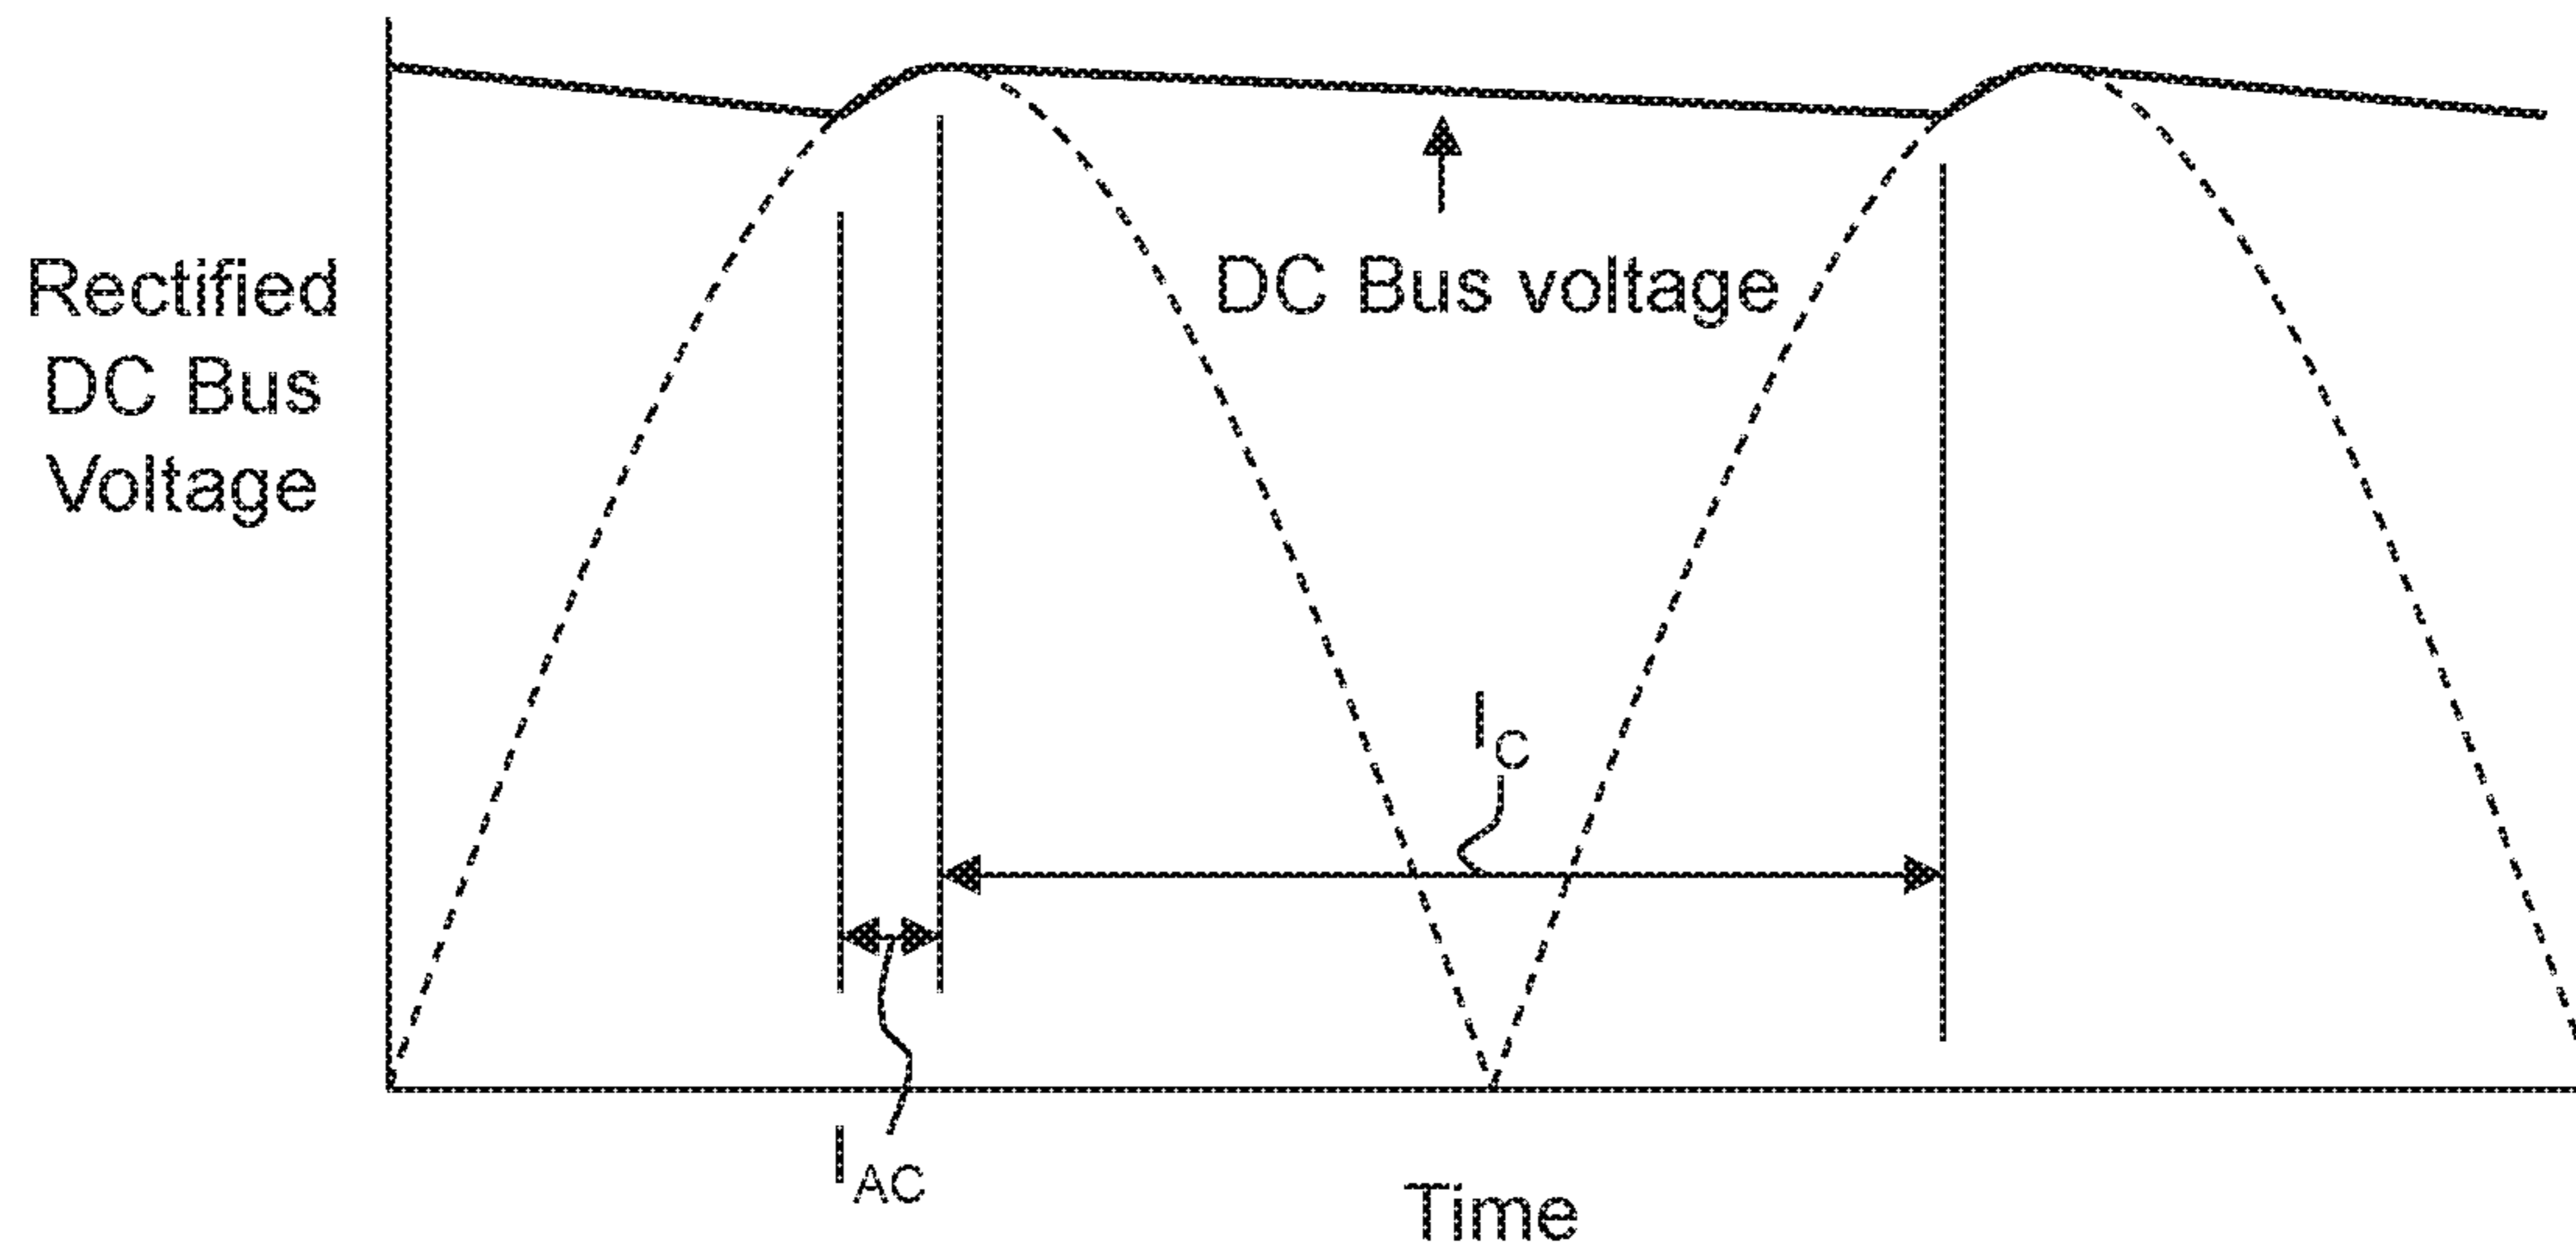 Rectified
DC Bus
Voltage
DC Bus voltage
I_C
I_AC
Time